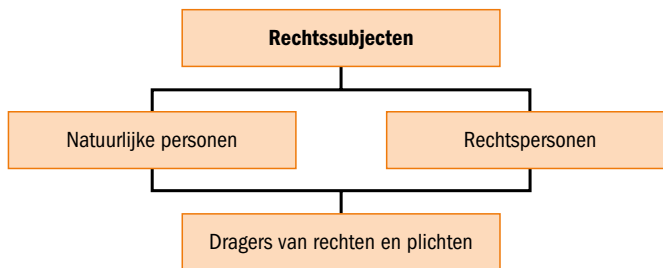 Rechtssubjecten
Natuurlijke personen
Rechtspersonen
Dragers van rechten en plichten